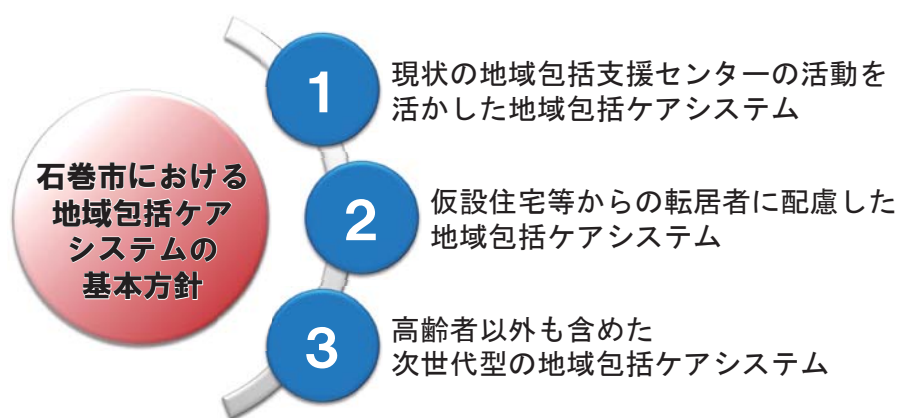 石巻市における
地域包括ケア
システムの
基本方針
1
現状の地域包括支援センターの活動を
活かした地域包括ケアシステム
2
仮設住宅等からの転居者に配慮した
地域包括ケアシステム
3
高齢者以外も含めた
次世代型の地域包括ケアシステム